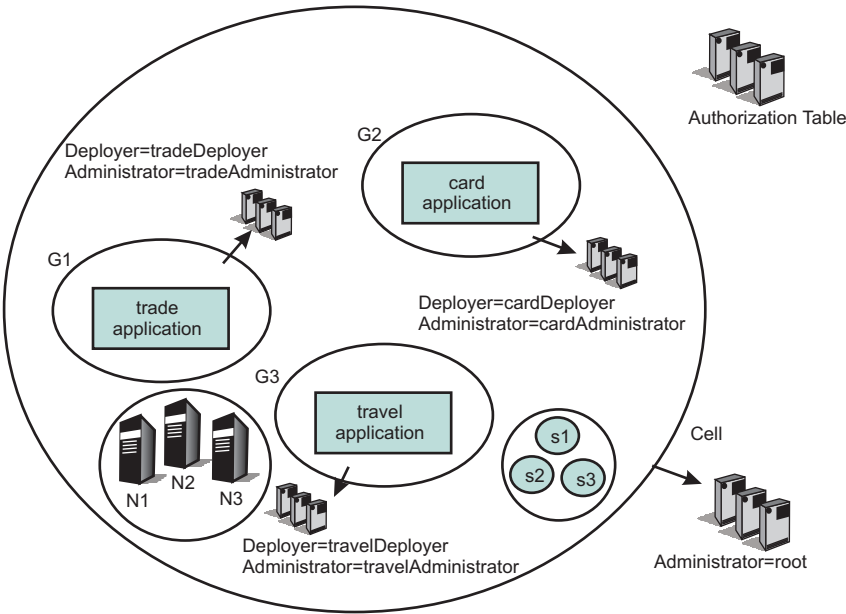 Authorization Table
G2
Deployer=tradeDeployer
Administrator=tradeAdministrator
card
application
G1
trade
application
Deployer=cardDeployer
Administrator=cardAdministrator
G3
travel
application
Cell
s1
s2
s3
N1
N2
N3
Deployer=travelDeployer
Administrator=travelAdministrator
Administrator=root